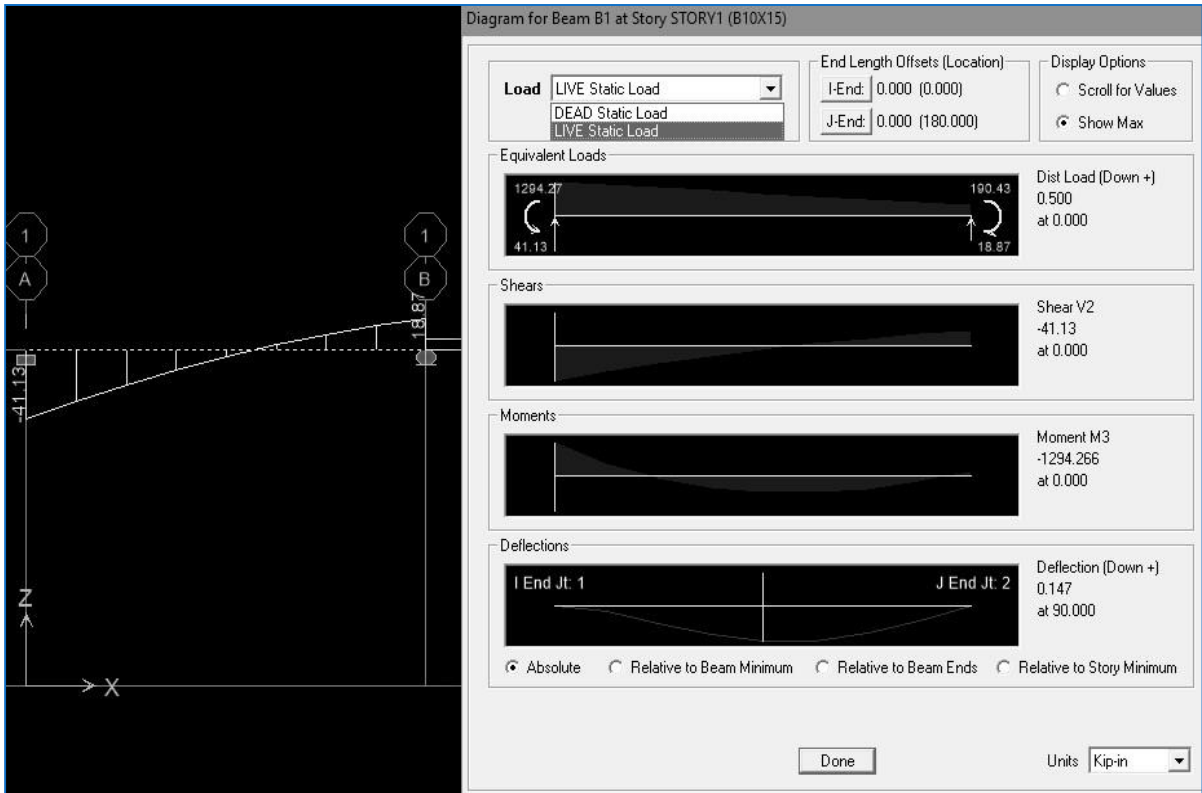 Diagram for Beam B1 at Story STORY1 (B10X15)
Load LIVE Static Load
DEAD Static Load
LIVE Static Load
End Length Offsets (Location)
I-End: 0.000 (0.000)
J-End: 0.000 (180.000)
Display Options
Scroll for Values
Show Max
Equivalent Loads
1294.27 190.43
41.13 18.87
Dist Load (Down +)
0.500
at 0.000
Shears
Shear V2
-41.13
at 0.000
Moments
Moment M3
-1294.266
at 0.000
Deflections
I End Jt: 1 J End Jt: 2
Deflection (Down +)
0.147
at 90.000
Absolute Relative to Beam Minimum Relative to Beam Ends Relative to Story Minimum
Done
Units Kip-in
1 1
A B
-41.13
18.87
Z
X